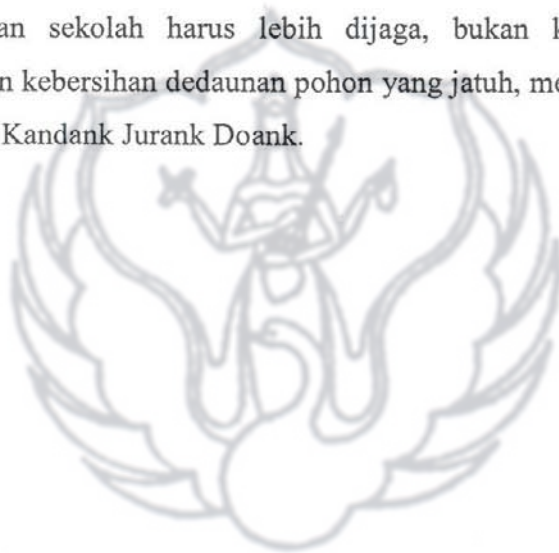 an sekolah harus lebih dijaga, bukan k
n kebersihan dedaunan pohon yang jatuh, me
Kandank Jurank Doank.